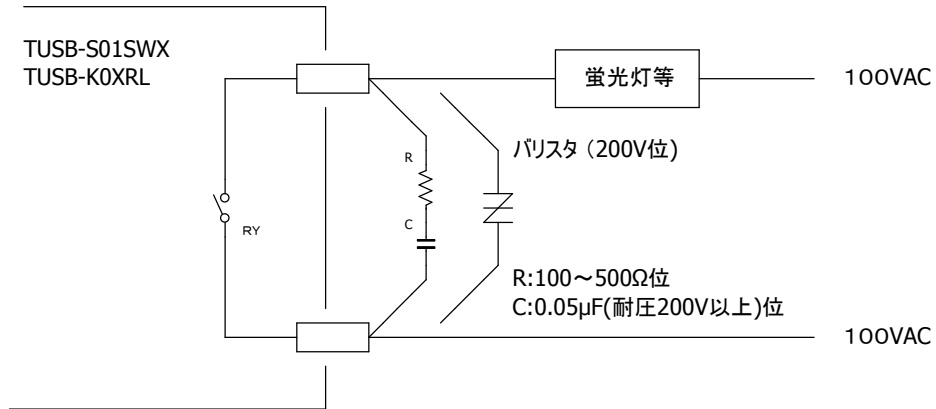 TUSB-S01SWX
TUSB-K0XRL
蛍光灯等
100VAC
バリスタ（200V位)
R
C
RY
R:100～500Ω位
C:0.05μF(耐圧200V以上)位
100VAC